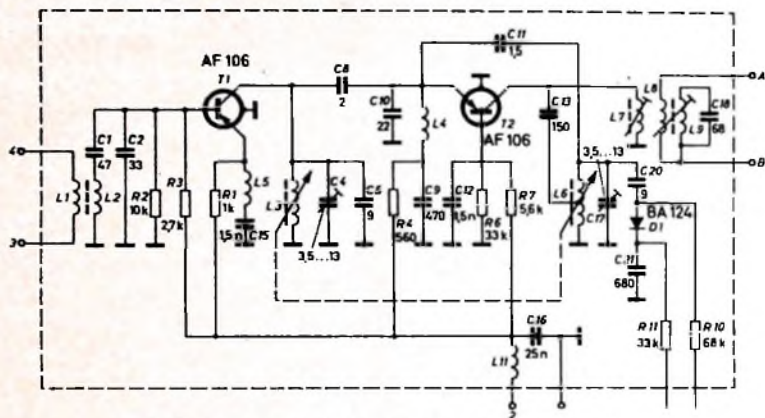 AF 106
T1
C8
2
C11
1,5
C10
22
L4
T2
AF 106
C13
150
L7
L8
L9
C18
68
A
B
4
3
L1
C1
47
L2
C2
33
R2
10k
R3
2,7k
R1
1k
L5
1,5n
C15
L3
C4
3,5...13
C5
9
R4
560
C9
470
C12
1,5n
R6
33k
R7
5,6k
L6
3,5...13
C17
C20
9
BA 124
D1
680
R11
33k
R10
68k
C16
25n
L11